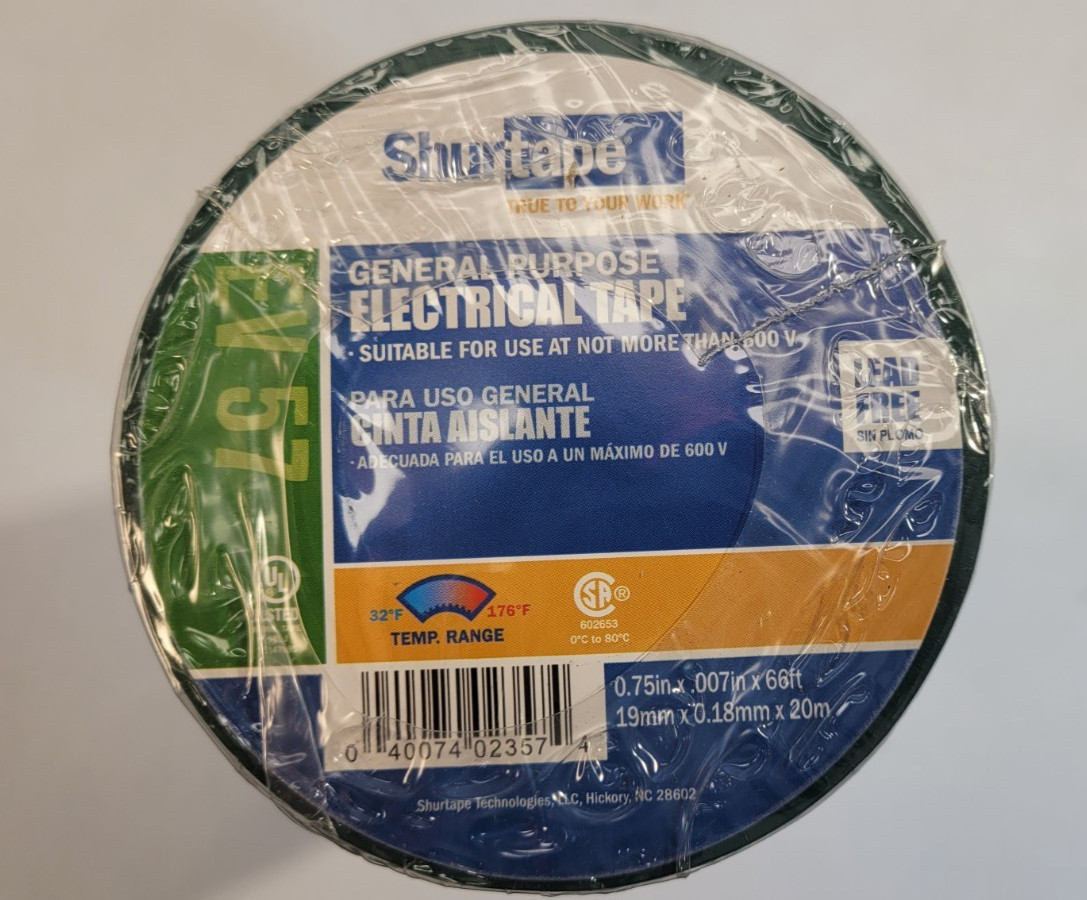 Shurtape
TRUE TO YOUR WORK
GENERAL PURPOSE
ELECTRICAL TAPE
· SUITABLE FOR USE AT NOT MORE THAN 600 V
PARA USO GENERAL
CINTA AISLANTE
· ADECUADA PARA EL USO A UN MÁXIMO DE 600 V
LEAD
FREE
SIN PLOMO
EV 57
UL
LISTED
32°F
176°F
TEMP. RANGE
SA®
602653
0°C to 80°C
0.75in x .007in x 66ft
19mm x 0.18mm x 20m
0 40074 02357 4
Shurtape Technologies, LLC, Hickory, NC 28602